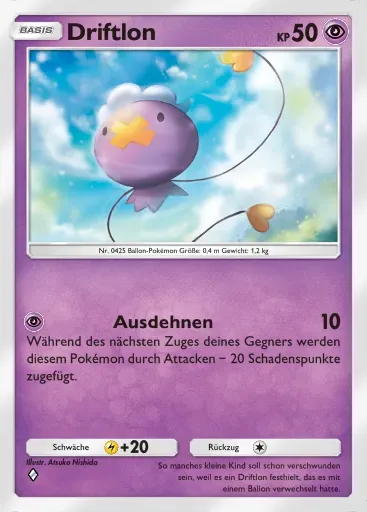 BASIS Driftlon KP 50
Nr. 0425 Ballon-Pokémon Größe: 0,4 m Gewicht: 1,2 kg
Ausdehnen 10
Während des nächsten Zuges deines Gegners werden
diesem Pokémon durch Attacken − 20 Schadenspunkte
zugefügt.
Schwäche +20 Rückzug
Illustr. Atsuko Nishida
So manches kleine Kind soll schon verschwunden
sein, weil es ein Driftlon festhielt, das es mit
einem Ballon verwechselt hatte.